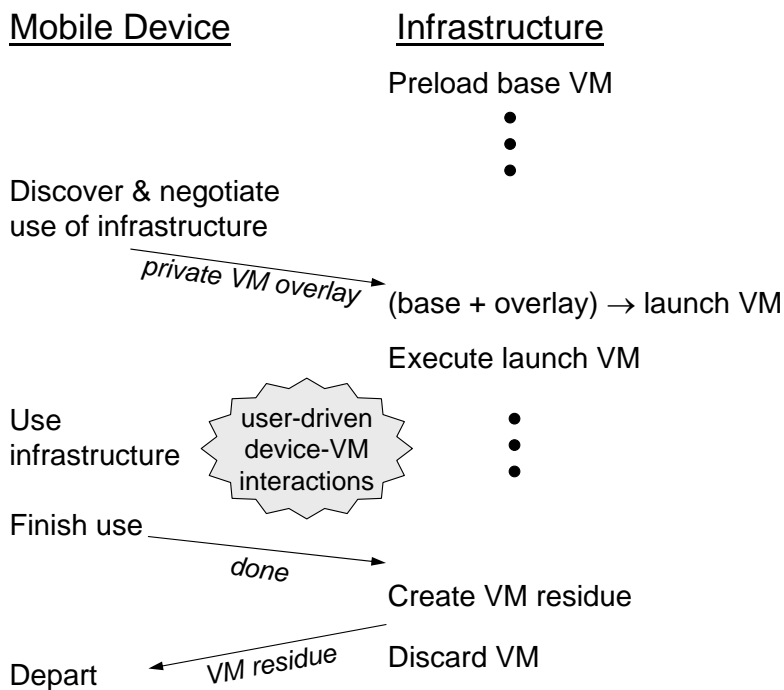 Mobile Device
Infrastructure
Preload base VM
Discover & negotiate
use of infrastructure
private VM overlay
(base + overlay) → launch VM
Execute launch VM
Use
infrastructure
user-driven
device-VM
interactions
Finish use
done
Create VM residue
VM residue
Discard VM
Depart